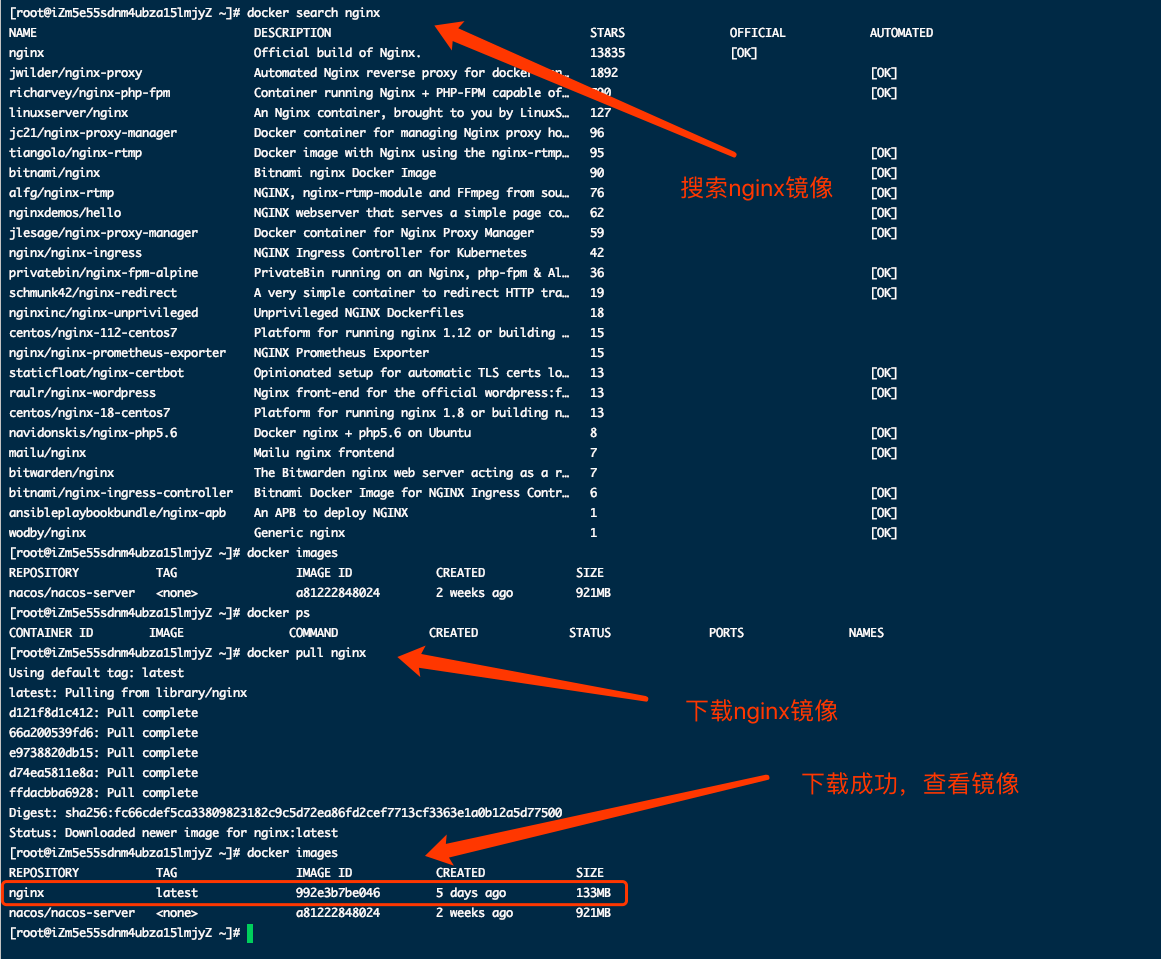 [root@iZm5e55sdnm4ubza15lmjyZ ~]# docker search nginx
NAME DESCRIPTION STARS OFFICIAL AUTOMATED
nginx Official build of Nginx. 13835 [OK]
jwilder/nginx-proxy Automated Nginx reverse proxy for docker 1892 [OK]
richarvey/nginx-php-fpm Container running Nginx + PHP-FPM capable of… [OK]
linuxserver/nginx An Nginx container, brought to you by LinuxS… 127
jc21/nginx-proxy-manager Docker container for managing Nginx proxy ho… 96
tiangolo/nginx-rtmp Docker image with Nginx using the nginx-rtmp… 95 [OK]
bitnami/nginx Bitnami nginx Docker Image 90 [OK]
alfg/nginx-rtmp NGINX, nginx-rtmp-module and FFmpeg from sou… 76 [OK]
搜索nginx镜像
nginxdemos/hello NGINX webserver that serves a simple page co… 62 [OK]
jlesage/nginx-proxy-manager Docker container for Nginx Proxy Manager 59 [OK]
nginx/nginx-ingress NGINX Ingress Controller for Kubernetes 42
privatebin/nginx-fpm-alpine PrivateBin running on an Nginx, php-fpm & Al… 36 [OK]
schmunk42/nginx-redirect A very simple container to redirect HTTP tra… 19 [OK]
nginxinc/nginx-unprivileged Unprivileged NGINX Dockerfiles 18
centos/nginx-112-centos7 Platform for running nginx 1.12 or building … 15
nginx/nginx-prometheus-exporter NGINX Prometheus Exporter 15
staticfloat/nginx-certbot Opinionated setup for automatic TLS certs lo… 13 [OK]
raulr/nginx-wordpress Nginx front-end for the official wordpress:f… 13 [OK]
centos/nginx-18-centos7 Platform for running nginx 1.8 or building n… 13
navidonskis/nginx-php5.6 Docker nginx + php5.6 on Ubuntu 8 [OK]
mailu/nginx Mailu nginx frontend 7 [OK]
bitwarden/nginx The Bitwarden nginx web server acting as a r… 7
bitnami/nginx-ingress-controller Bitnami Docker Image for NGINX Ingress Contr… 6 [OK]
ansibleplaybookbundle/nginx-apb An APB to deploy NGINX 1 [OK]
wodby/nginx Generic nginx 1 [OK]
[root@iZm5e55sdnm4ubza15lmjyZ ~]# docker images
REPOSITORY TAG IMAGE ID CREATED SIZE
nacos/nacos-server <none> a81222848024 2 weeks ago 921MB
[root@iZm5e55sdnm4ubza15lmjyZ ~]# docker ps
CONTAINER ID IMAGE COMMAND CREATED STATUS PORTS NAMES
[root@iZm5e55sdnm4ubza15lmjyZ ~]# docker pull nginx
Using default tag: latest
latest: Pulling from library/nginx
d121f8d1c412: Pull complete
下载nginx镜像
66a200539fd6: Pull complete
e9738820db15: Pull complete
d74ea5811e8a: Pull complete
下载成功，查看镜像
ffdacbba6928: Pull complete
Digest: sha256:fc66cdef5ca33809823182c9c5d72ea86fd2cef7713cf3363e1a0b12a5d77500
Status: Downloaded newer image for nginx:latest
[root@iZm5e55sdnm4ubza15lmjyZ ~]# docker images
REPOSITORY TAG IMAGE ID CREATED SIZE
nginx latest 992e3b7be046 5 days ago 133MB
nacos/nacos-server <none> a81222848024 2 weeks ago 921MB
[root@iZm5e55sdnm4ubza15lmjyZ ~]#